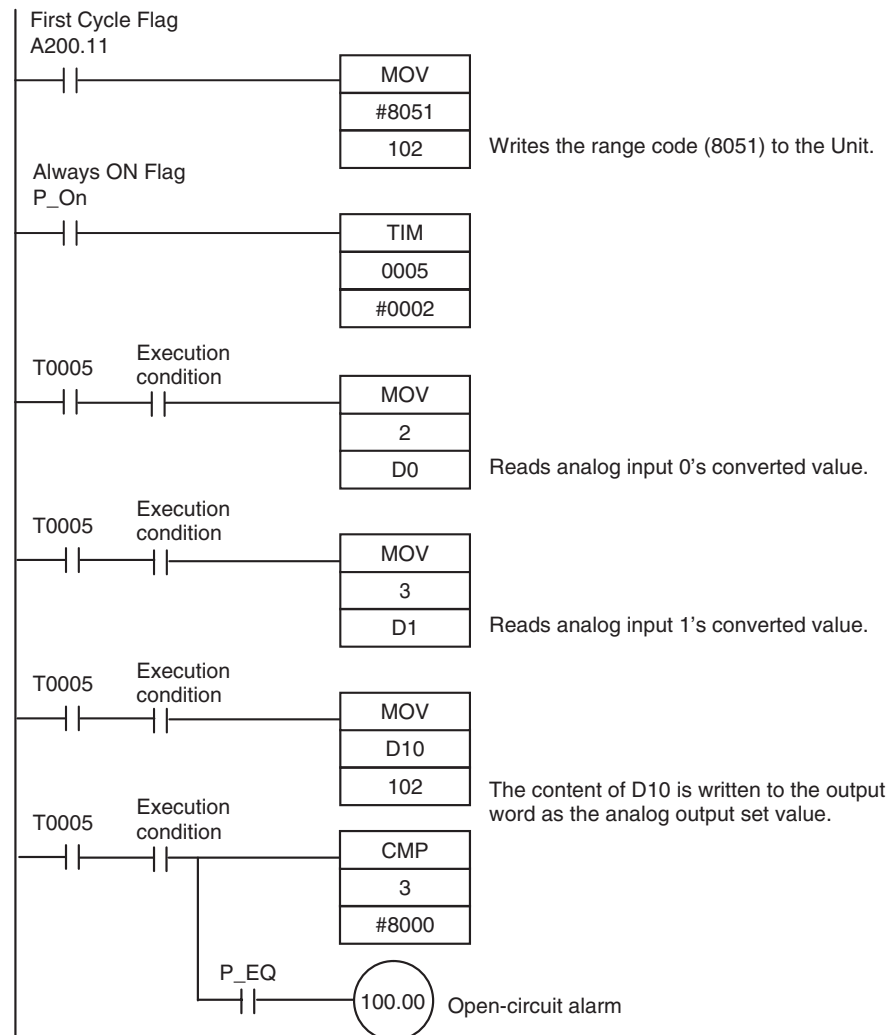 First Cycle Flag
A200.11
MOV
#8051
102
Writes the range code (8051) to the Unit.
Always ON Flag
P_On
TIM
0005
#0002
T0005
Execution
condition
MOV
2
D0
Reads analog input 0’s converted value.
T0005
Execution
condition
MOV
3
D1
Reads analog input 1’s converted value.
T0005
Execution
condition
MOV
D10
102
The content of D10 is written to the output
word as the analog output set value.
T0005
Execution
condition
CMP
3
#8000
P_EQ
100.00
Open-circuit alarm